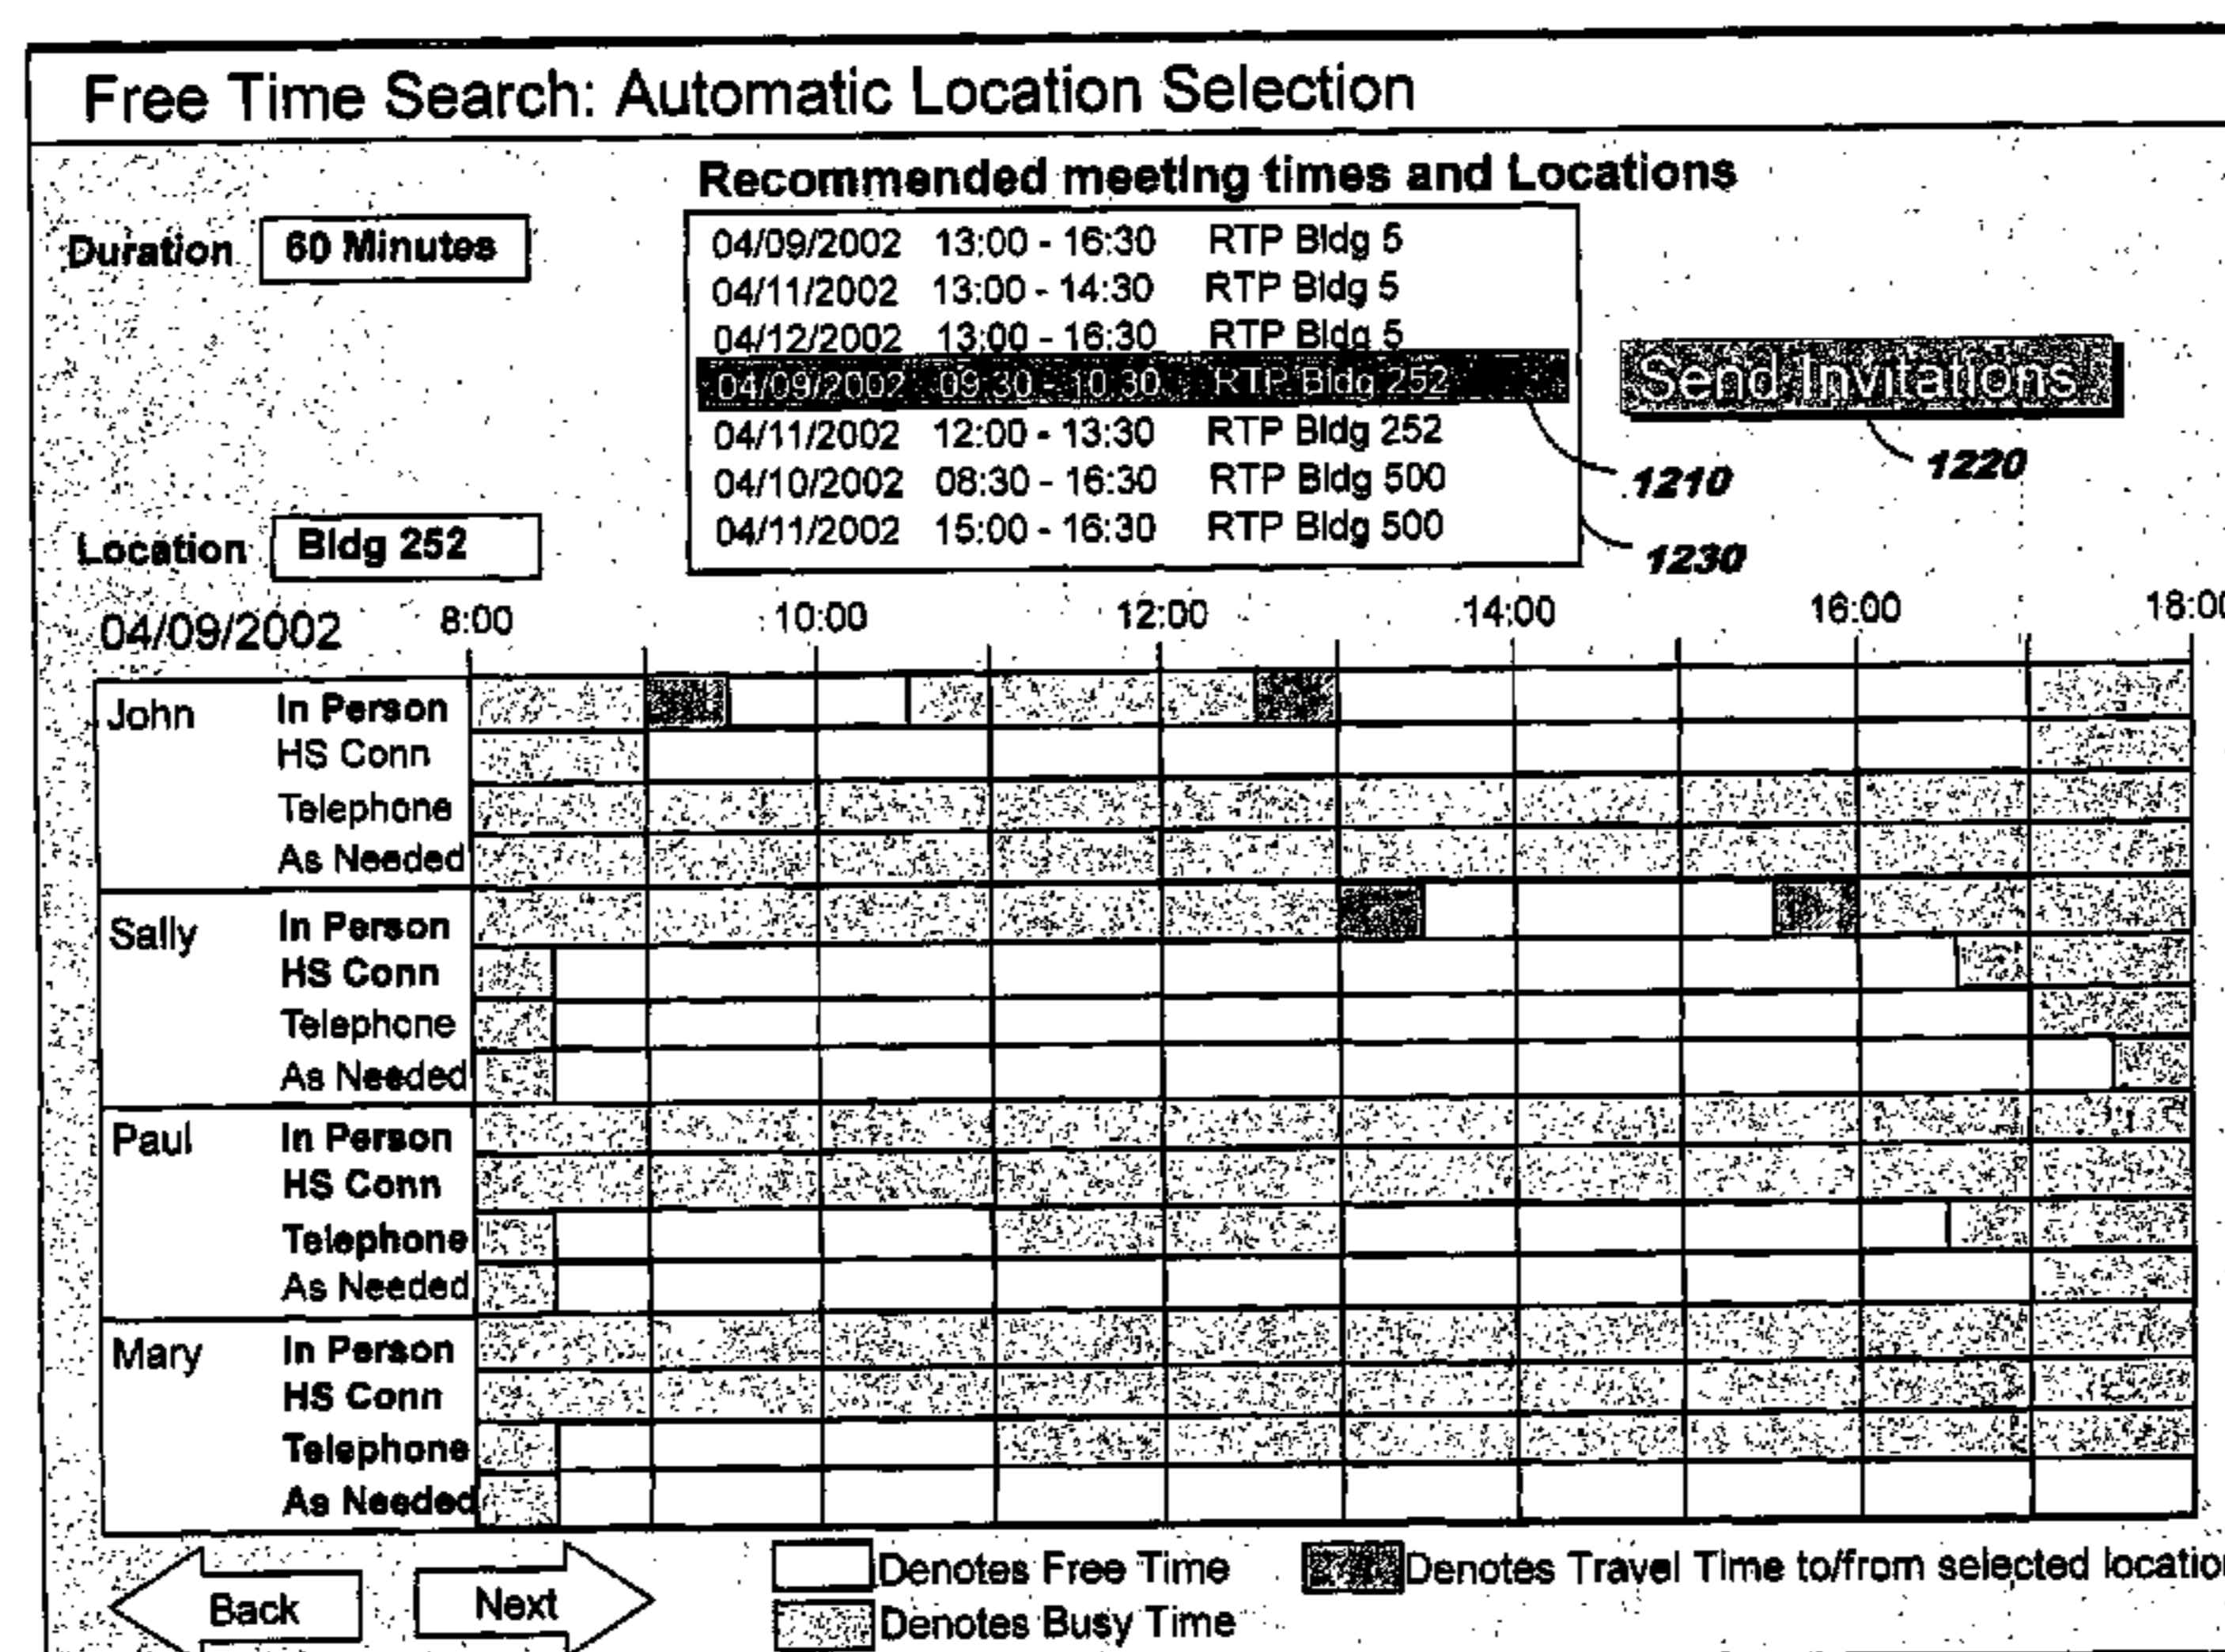 Free Time Search: Automatic Location Selection
Recommended meeting times and Locations
Duration 60 Minutes
04/09/2002 13:00 - 16:30 RTP Bldg 5
04/11/2002 13:00 - 14:30 RTP Bldg 5
04/12/2002 13:00 - 16:30 RTP Bldg 5
04/09/2002 09:30 - 10:30 RTP Bldg 252
04/11/2002 12:00 - 13:30 RTP Bldg 252
04/10/2002 08:30 - 16:30 RTP Bldg 500
04/11/2002 15:00 - 16:30 RTP Bldg 500
Send Invitations
1210
1220
1230
Location Bldg 252
04/09/2002 8:00 10:00 12:00 14:00 16:00 18:00
John In Person
HS Conn
Telephone
As Needed
Sally In Person
HS Conn
Telephone
As Needed
Paul In Person
HS Conn
Telephone
As Needed
Mary In Person
HS Conn
Telephone
As Needed
Back Next
Denotes Free Time
Denotes Travel Time to/from selected locatio
Denotes Busy Time